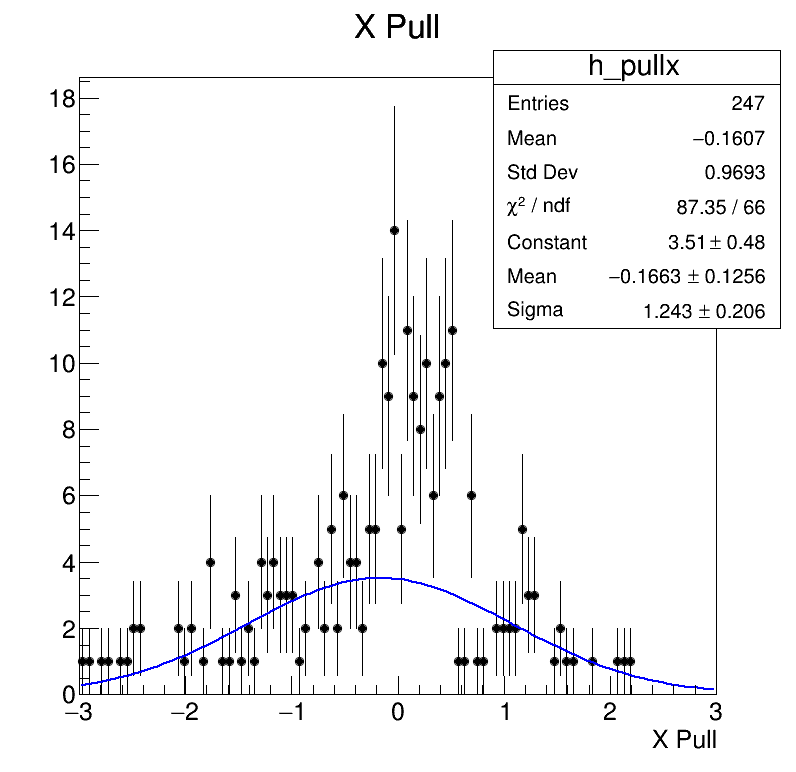 X Pull
h_pullx
Entries 247
Mean −0.1607
Std Dev 0.9693
χ² / ndf 87.35 / 66
Constant 3.51 ± 0.48
Mean −0.1663 ± 0.1256
Sigma 1.243 ± 0.206
18
16
14
12
10
8
6
4
2
0
−3 −2 −1 0 1 2 3
X Pull